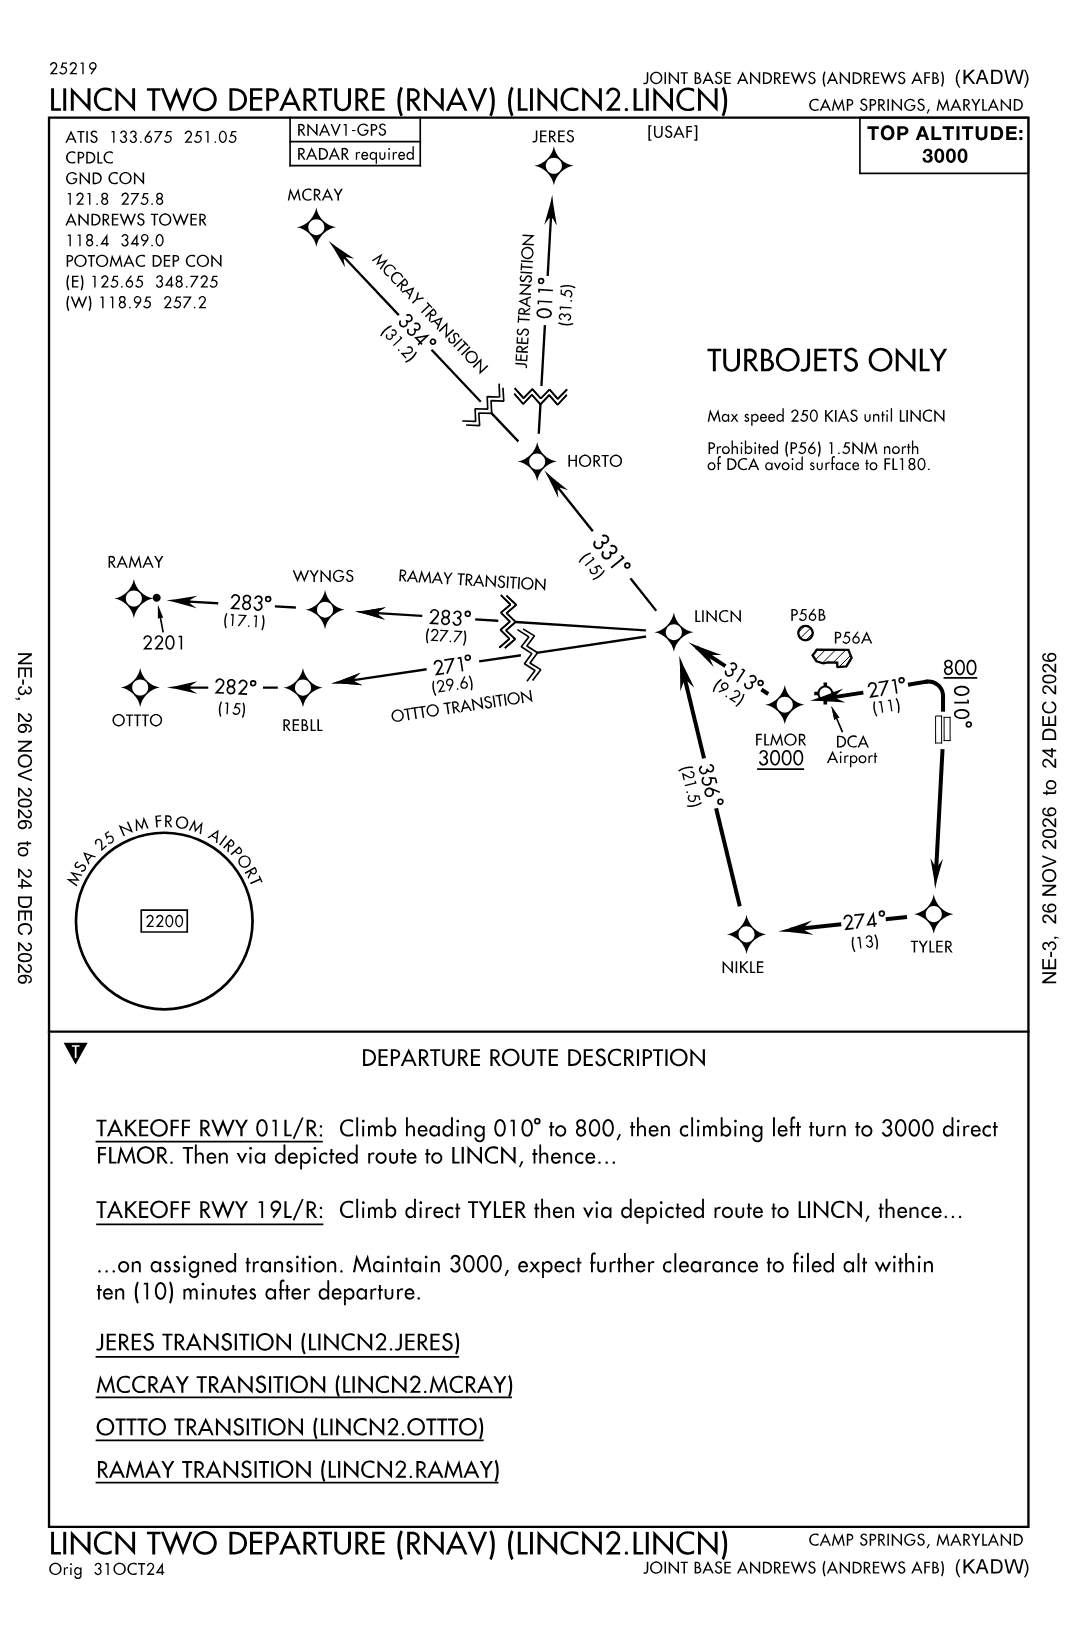 25219
JOINT BASE ANDREWS (ANDREWS AFB) (KADW)
LINCN TWO DEPARTURE (RNAV) (LINCN2.LINCN)
CAMP SPRINGS, MARYLAND
ATIS 133.675 251.05
CPDLC
GND CON
121.8 275.8
ANDREWS TOWER
118.4 349.0
POTOMAC DEP CON
(E) 125.65 348.725
(W) 118.95 257.2
RNAV1-GPS
RADAR required
[USAF]
TOP ALTITUDE:
3000
JERES
MCRAY
MCCRAY TRANSITION
334°
(31.2)
JERES TRANSITION
011°
(31.5)
TURBOJETS ONLY
Max speed 250 KIAS until LINCN
Prohibited (P56) 1.5NM north
of DCA avoid surface to FL180.
HORTO
331°
(15)
RAMAY
WYNGS
RAMAY TRANSITION
283°
(17.1)
283°
(27.7)
2201
LINCN
P56B
P56A
271°
(29.6)
OTTTO TRANSITION
282°
(15)
OTTTO
REBLL
313°
(9.2)
271°
(11)
800
010°
FLMOR
3000
DCA
Airport
356°
(21.5)
MSA 25 NM FROM AIRPORT
2200
274°
(13)
TYLER
NIKLE
NE-3, 26 NOV 2026 to 24 DEC 2026
NE-3, 26 NOV 2026 to 24 DEC 2026
T
DEPARTURE ROUTE DESCRIPTION
TAKEOFF RWY 01L/R: Climb heading 010° to 800, then climbing left turn to 3000 direct
FLMOR. Then via depicted route to LINCN, thence...
TAKEOFF RWY 19L/R: Climb direct TYLER then via depicted route to LINCN, thence...
...on assigned transition. Maintain 3000, expect further clearance to filed alt within
ten (10) minutes after departure.
JERES TRANSITION (LINCN2.JERES)
MCCRAY TRANSITION (LINCN2.MCRAY)
OTTTO TRANSITION (LINCN2.OTTTO)
RAMAY TRANSITION (LINCN2.RAMAY)
LINCN TWO DEPARTURE (RNAV) (LINCN2.LINCN)
CAMP SPRINGS, MARYLAND
Orig 31OCT24
JOINT BASE ANDREWS (ANDREWS AFB) (KADW)